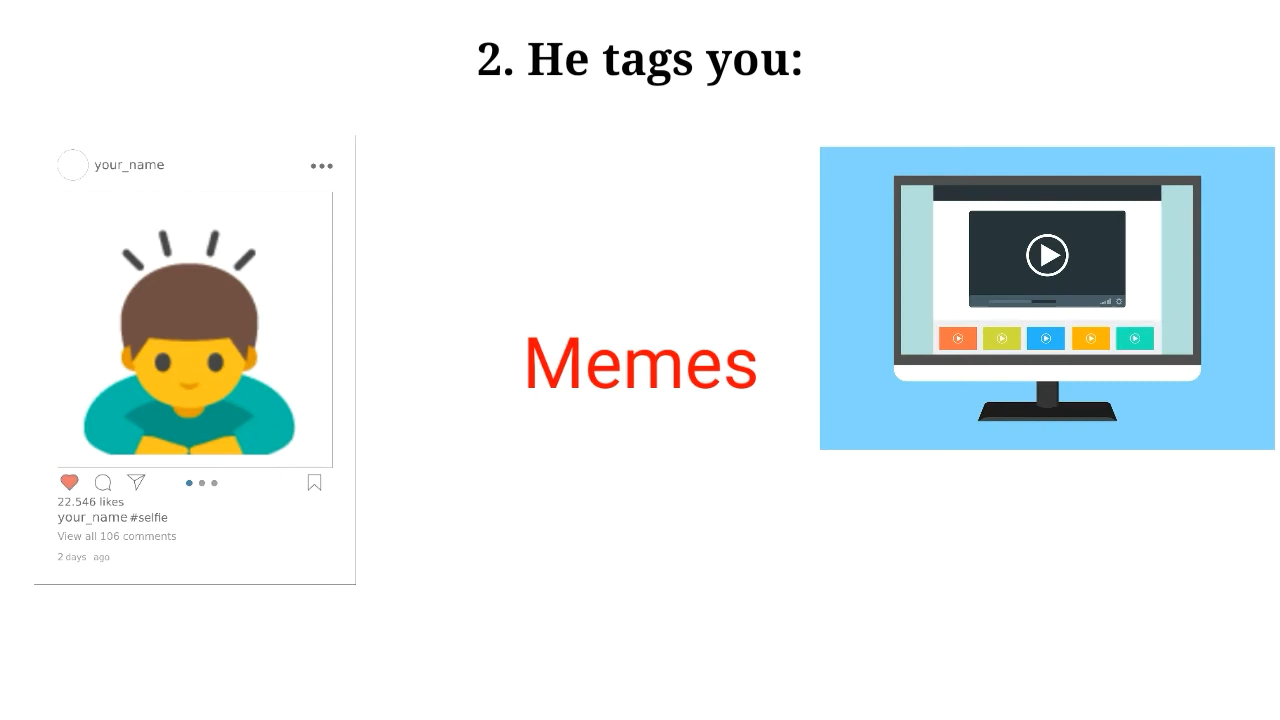 2. He tags you:
your_name
Memes
22.546 likes
your_name #selfie
View all 106 comments
2 days ago